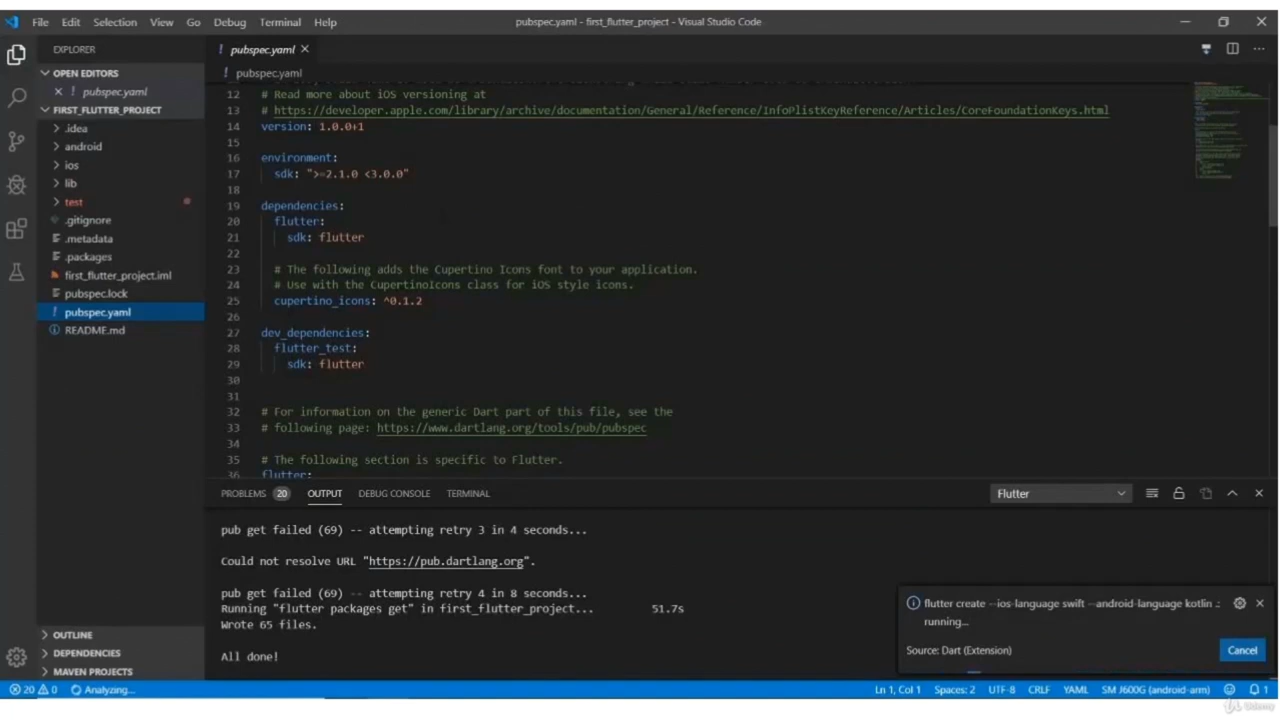 File Edit Selection View Go Debug Terminal Help
pubspec.yaml - first_flutter_project - Visual Studio Code
EXPLORER
OPEN EDITORS
! pubspec.yaml
FIRST_FLUTTER_PROJECT
.idea
android
ios
lib
test
.gitignore
.metadata
.packages
first_flutter_project.iml
pubspec.lock
! pubspec.yaml
README.md
OUTLINE
DEPENDENCIES
MAVEN PROJECTS
! pubspec.yaml
! pubspec.yaml
12 # Read more about iOS versioning at
13 # https://developer.apple.com/library/archive/documentation/General/Reference/InfoPlistKeyReference/Articles/CoreFoundationKeys.html
14 version: 1.0.0+1
15
16 environment:
17 sdk: ">=2.1.0 <3.0.0"
18
19 dependencies:
20 flutter:
21 sdk: flutter
22
23 # The following adds the Cupertino Icons font to your application.
24 # Use with the CupertinoIcons class for iOS style icons.
25 cupertino_icons: ^0.1.2
26
27 dev_dependencies:
28 flutter_test:
29 sdk: flutter
30
31
32 # For information on the generic Dart part of this file, see the
33 # following page: https://www.dartlang.org/tools/pub/pubspec
34
35 # The following section is specific to Flutter.
36 flutter:
PROBLEMS 20 OUTPUT DEBUG CONSOLE TERMINAL
Flutter
pub get failed (69) -- attempting retry 3 in 4 seconds...
Could not resolve URL "https://pub.dartlang.org".
pub get failed (69) -- attempting retry 4 in 8 seconds...
Running "flutter packages get" in first_flutter_project... 51.7s
Wrote 65 files.
All done!
flutter create --ios-language swift --android-language kotlin .:
running...
Source: Dart (Extension)
Cancel
20 0 Analyzing...
Ln 1, Col 1 Spaces: 2 UTF-8 CRLF YAML SM J600G (android-arm) 1
Udemy